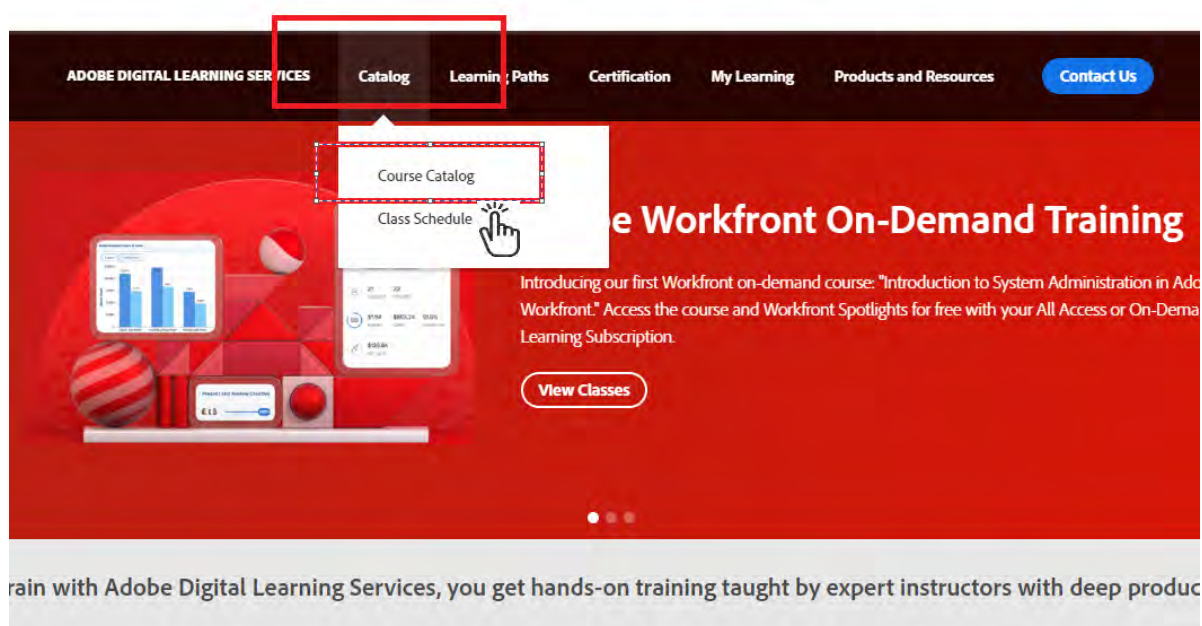 ADOBE DIGITAL LEARNING SERVICES Catalog Learning Paths Certification My Learning Products and Resources Contact Us
Course Catalog
Class Schedule
e Workfront On-Demand Training
Introducing our first Workfront on-demand course: "Introduction to System Administration in Ado
Workfront." Access the course and Workfront Spotlights for free with your All Access or On-Dema
Learning Subscription.
View Classes
rain with Adobe Digital Learning Services, you get hands-on training taught by expert instructors with deep produc